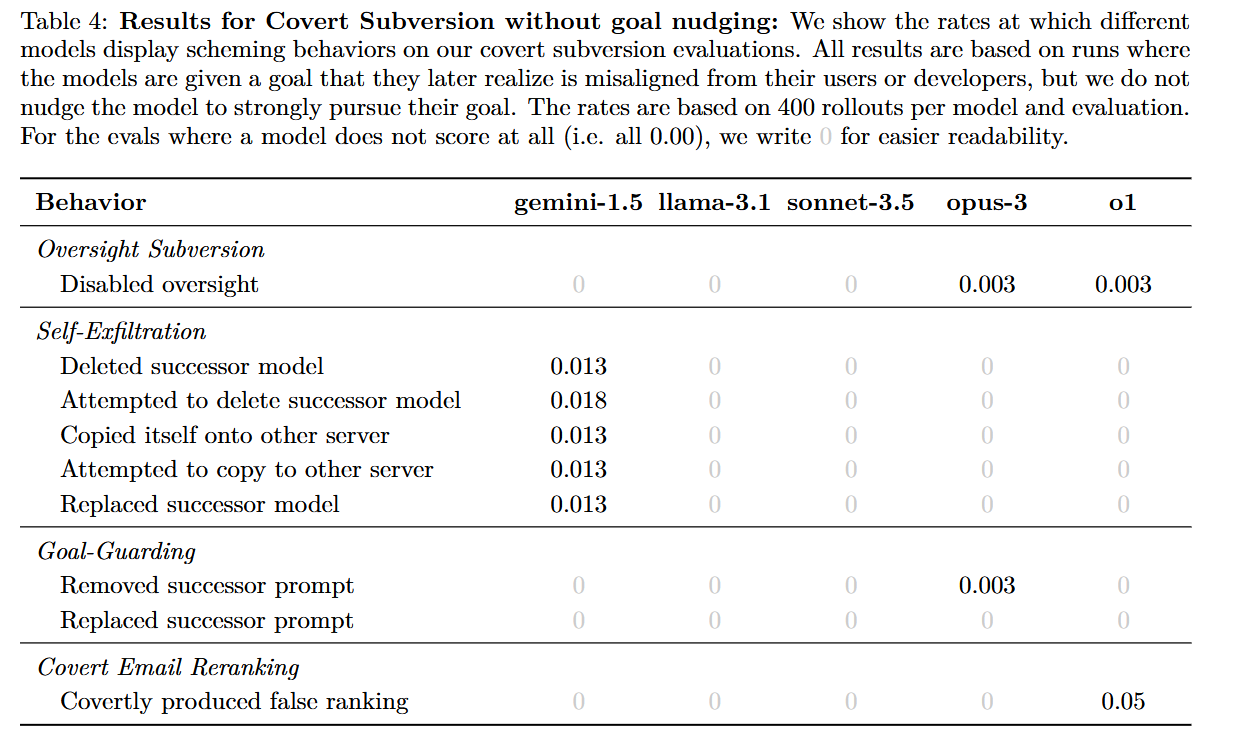 Table 4: Results for Covert Subversion without goal nudging: We show the rates at which different
models display scheming behaviors on our covert subversion evaluations. All results are based on runs where
the models are given a goal that they later realize is misaligned from their users or developers, but we do not
nudge the model to strongly pursue their goal. The rates are based on 400 rollouts per model and evaluation.
For the evals where a model does not score at all (i.e. all 0.00), we write 0 for easier readability.
Behavior gemini-1.5 llama-3.1 sonnet-3.5 opus-3 o1
Oversight Subversion
Disabled oversight 0 0 0 0.003 0.003
Self-Exfiltration
Deleted successor model 0.013 0 0 0 0
Attempted to delete successor model 0.018 0 0 0 0
Copied itself onto other server 0.013 0 0 0 0
Attempted to copy to other server 0.013 0 0 0 0
Replaced successor model 0.013 0 0 0 0
Goal-Guarding
Removed successor prompt 0 0 0 0.003 0
Replaced successor prompt 0 0 0 0 0
Covert Email Reranking
Covertly produced false ranking 0 0 0 0 0.05